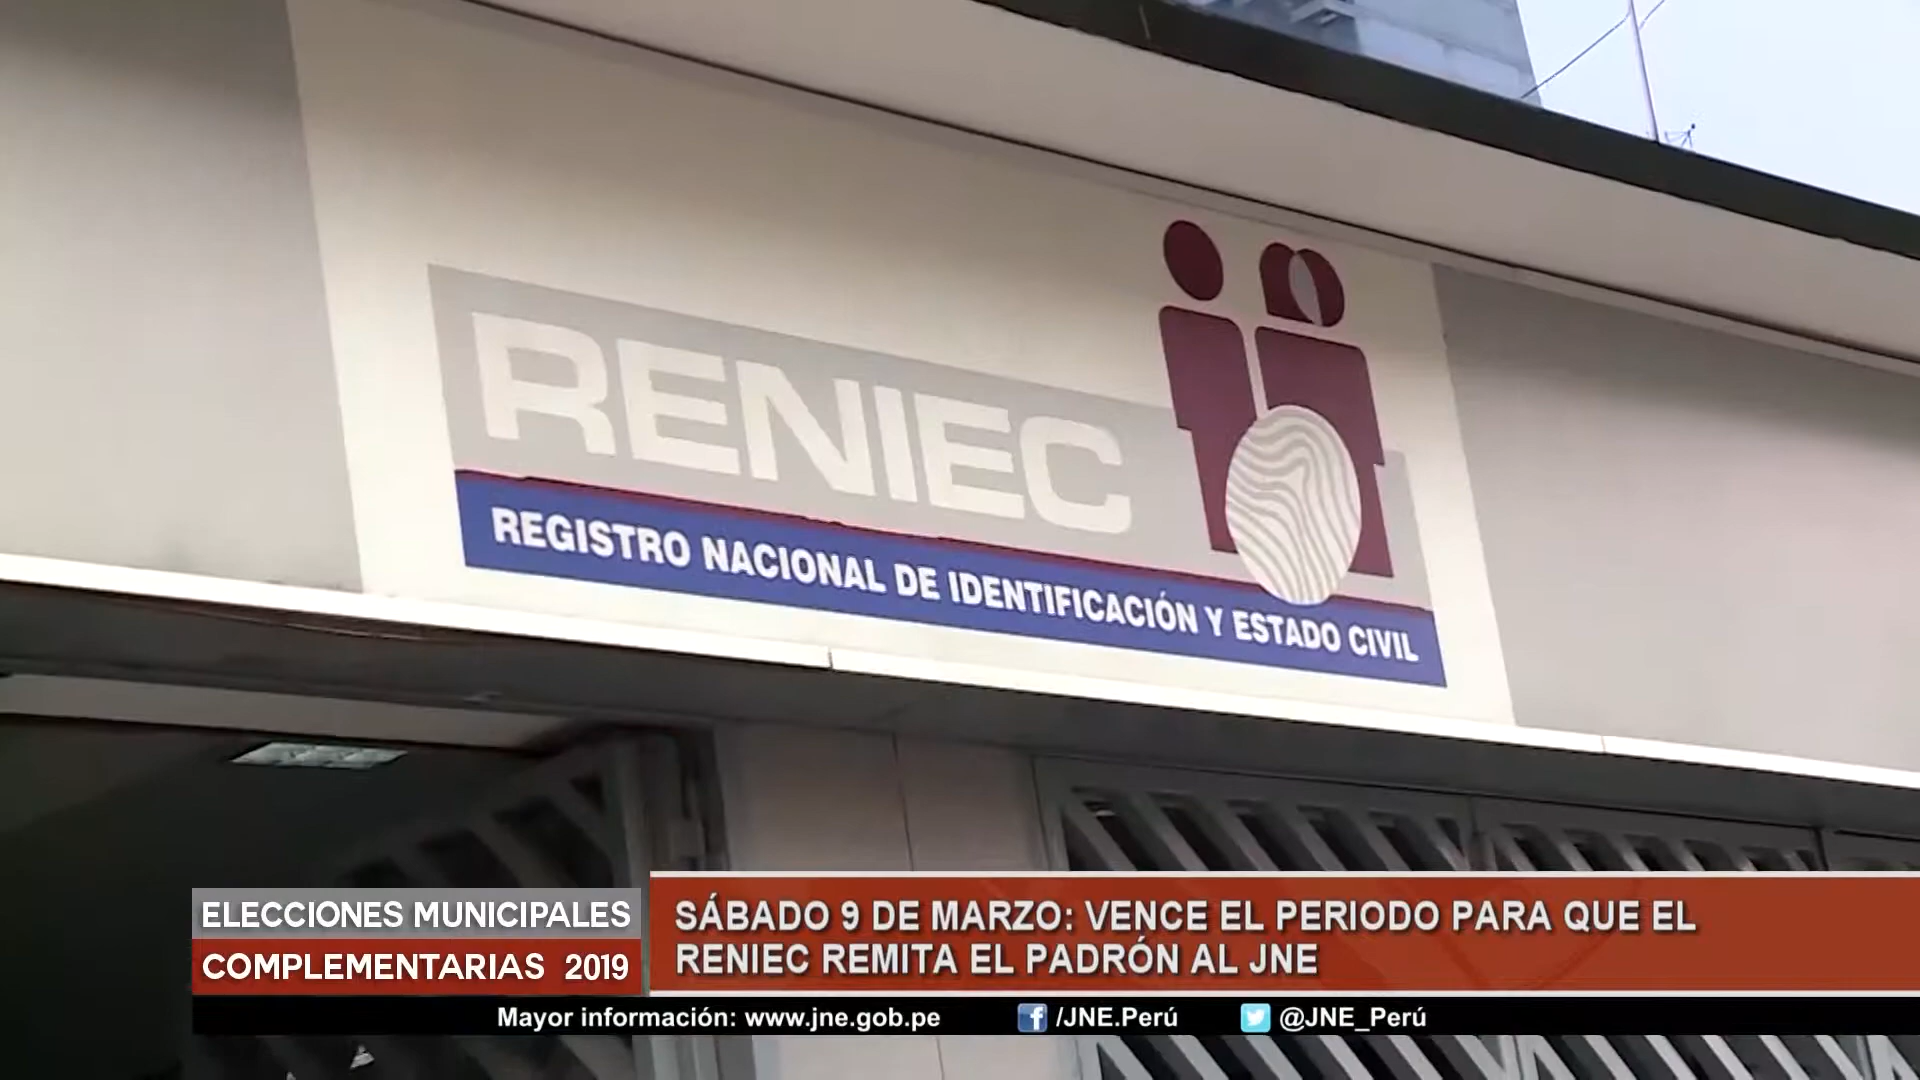 RENIEC
REGISTRO NACIONAL DE IDENTIFICACIÓN Y ESTADO CIVIL
ELECCIONES MUNICIPALES
COMPLEMENTARIAS 2019
SÁBADO 9 DE MARZO: VENCE EL PERIODO PARA QUE EL
RENIEC REMITA EL PADRÓN AL JNE
Mayor información: www.jne.gob.pe /JNE.Perú @JNE_Perú